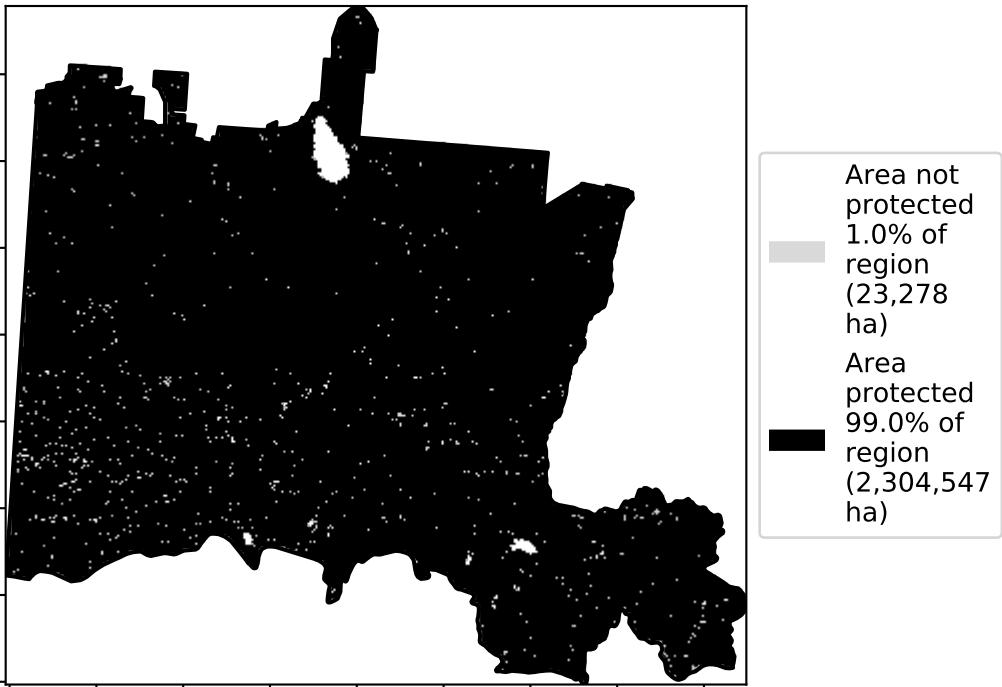 Area not
protected
1.0% of
region
(23,278
ha)
Area
protected
99.0% of
region
(2,304,547
ha)